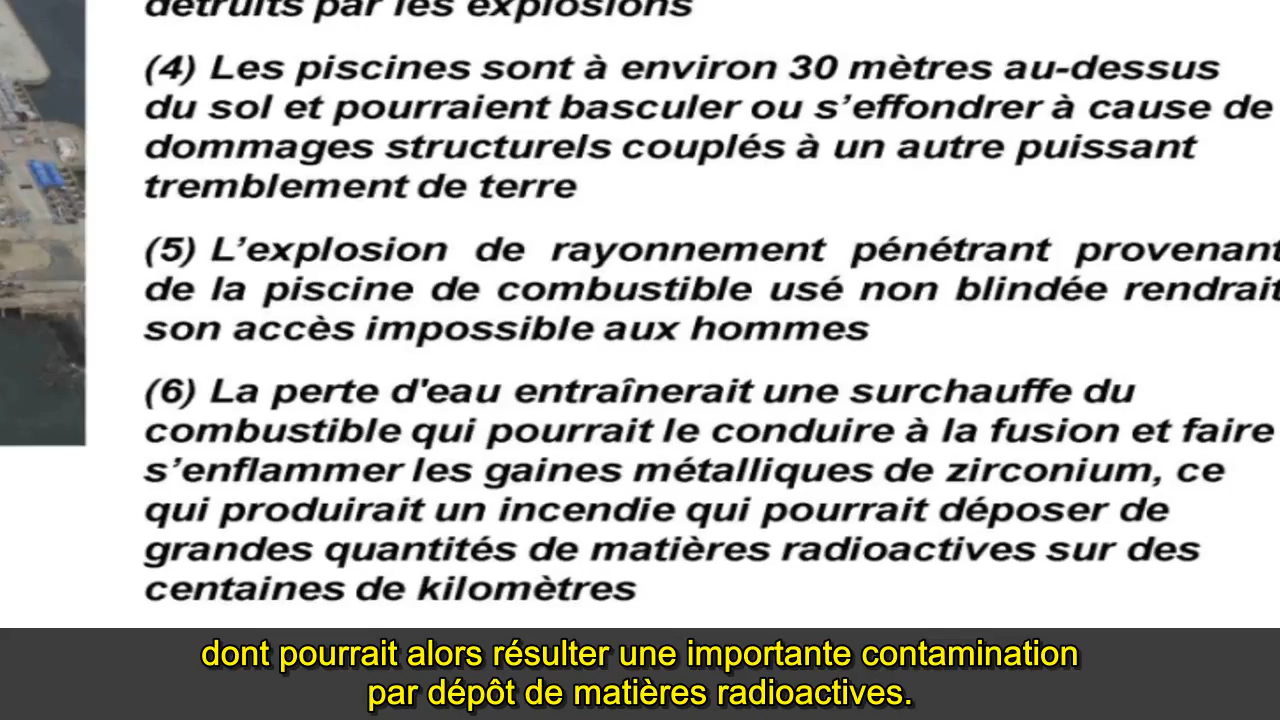 détruits par les explosions
(4) Les piscines sont à environ 30 mètres au-dessus
du sol et pourraient basculer ou s’effondrer à cause de
dommages structurels couplés à un autre puissant
tremblement de terre
(5) L’explosion de rayonnement pénétrant provenant
de la piscine de combustible usé non blindée rendrait
son accès impossible aux hommes
(6) La perte d'eau entraînerait une surchauffe du
combustible qui pourrait le conduire à la fusion et faire
s’enflammer les gaines métalliques de zirconium, ce
qui produirait un incendie qui pourrait déposer de
grandes quantités de matières radioactives sur des
centaines de kilomètres
dont pourrait alors résulter une importante contamination
par dépôt de matières radioactives.